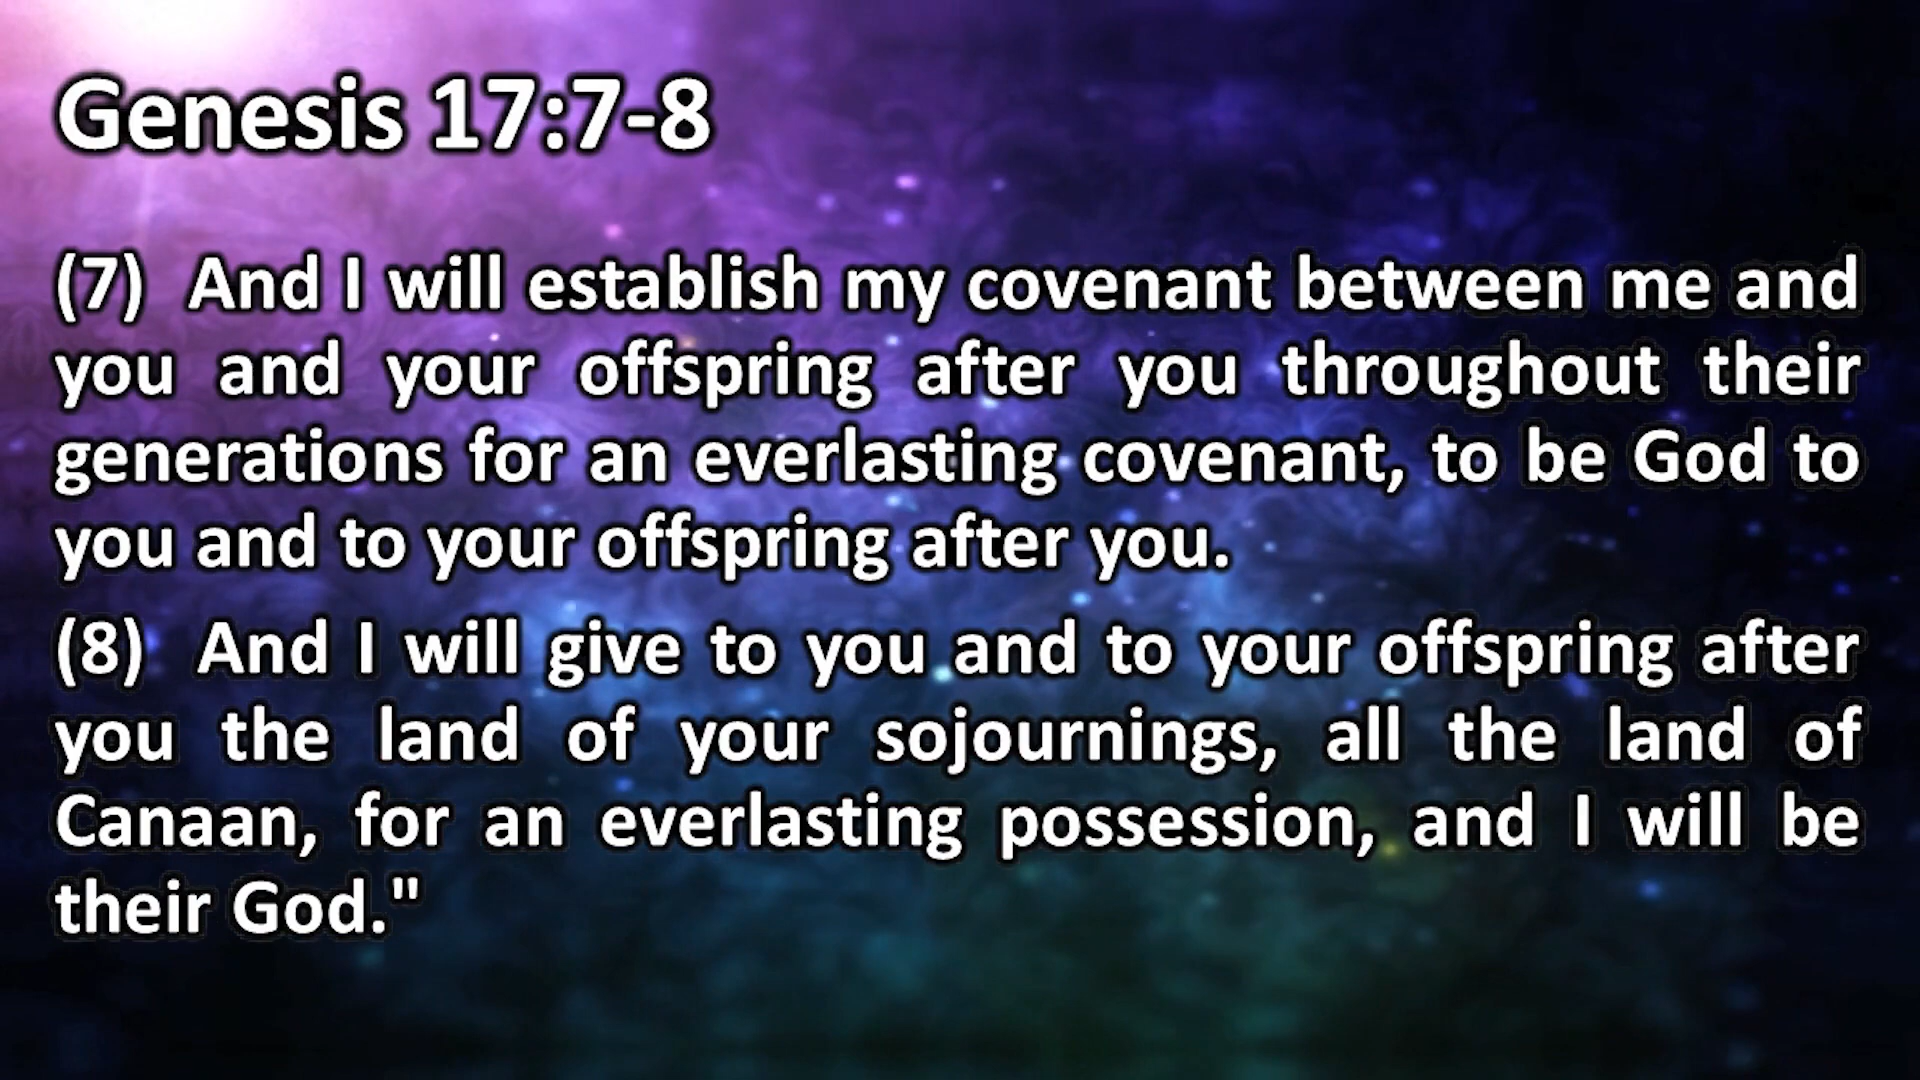 Genesis 17:7-8
(7) And I will establish my covenant between me and
you and your offspring after you throughout their
generations for an everlasting covenant, to be God to
you and to your offspring after you.
(8) And I will give to you and to your offspring after
you the land of your sojournings, all the land of
Canaan, for an everlasting possession, and I will be
their God."